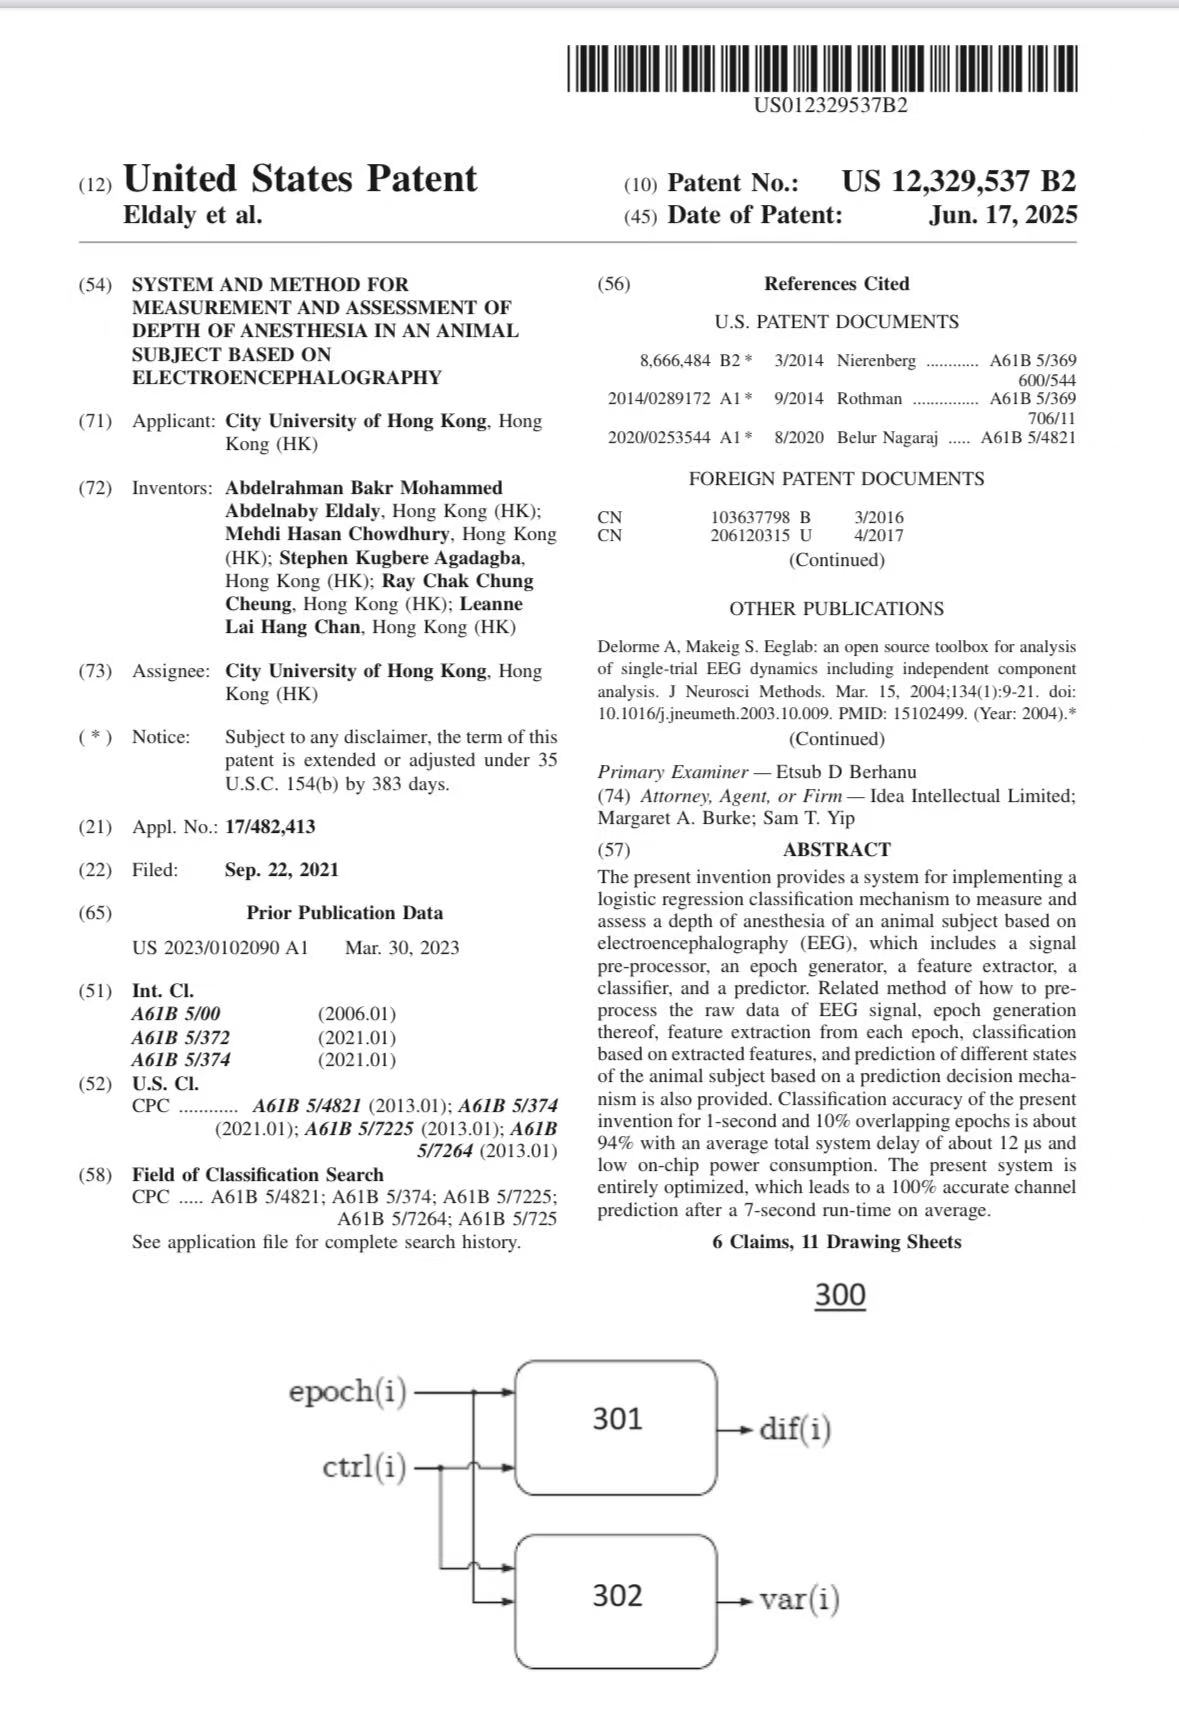 US012329537B2
(12) United States Patent
Eldaly et al.
(10) Patent No.: US 12,329,537 B2
(45) Date of Patent: Jun. 17, 2025
(54) SYSTEM AND METHOD FOR
MEASUREMENT AND ASSESSMENT OF
DEPTH OF ANESTHESIA IN AN ANIMAL
SUBJECT BASED ON
ELECTROENCEPHALOGRAPHY
(71) Applicant: City University of Hong Kong, Hong
Kong (HK)
(72) Inventors: Abdelrahman Bakr Mohammed
Abdelnaby Eldaly, Hong Kong (HK);
Mehdi Hasan Chowdhury, Hong Kong
(HK); Stephen Kugbere Agadagba,
Hong Kong (HK); Ray Chak Chung
Cheung, Hong Kong (HK); Leanne
Lai Hang Chan, Hong Kong (HK)
(73) Assignee: City University of Hong Kong, Hong
Kong (HK)
( * ) Notice: Subject to any disclaimer, the term of this
patent is extended or adjusted under 35
U.S.C. 154(b) by 383 days.
(21) Appl. No.: 17/482,413
(22) Filed: Sep. 22, 2021
(65) Prior Publication Data
US 2023/0102090 A1 Mar. 30, 2023
(51) Int. Cl.
A61B 5/00 (2006.01)
A61B 5/372 (2021.01)
A61B 5/374 (2021.01)
(52) U.S. Cl.
CPC ............ A61B 5/4821 (2013.01); A61B 5/374
(2021.01); A61B 5/7225 (2013.01); A61B
5/7264 (2013.01)
(58) Field of Classification Search
CPC ..... A61B 5/4821; A61B 5/374; A61B 5/7225;
A61B 5/7264; A61B 5/725
See application file for complete search history.
(56) References Cited
U.S. PATENT DOCUMENTS
8,666,484 B2 * 3/2014 Nierenberg ............ A61B 5/369
600/544
2014/0289172 A1 * 9/2014 Rothman ............... A61B 5/369
706/11
2020/0253544 A1 * 8/2020 Belur Nagaraj ..... A61B 5/4821
FOREIGN PATENT DOCUMENTS
CN 103637798 B 3/2016
CN 206120315 U 4/2017
(Continued)
OTHER PUBLICATIONS
Delorme A, Makeig S. Eeglab: an open source toolbox for analysis
of single-trial EEG dynamics including independent component
analysis. J Neurosci Methods. Mar. 15, 2004;134(1):9-21. doi:
10.1016/j.jneumeth.2003.10.009. PMID: 15102499. (Year: 2004).*
(Continued)
Primary Examiner — Etsub D Berhanu
(74) Attorney, Agent, or Firm — Idea Intellectual Limited;
Margaret A. Burke; Sam T. Yip
(57) ABSTRACT
The present invention provides a system for implementing a
logistic regression classification mechanism to measure and
assess a depth of anesthesia of an animal subject based on
electroencephalography (EEG), which includes a signal
pre-processor, an epoch generator, a feature extractor, a
classifier, and a predictor. Related method of how to pre-
process the raw data of EEG signal, epoch generation
thereof, feature extraction from each epoch, classification
based on extracted features, and prediction of different states
of the animal subject based on a prediction decision mecha-
nism is also provided. Classification accuracy of the present
invention for 1-second and 10% overlapping epochs is about
94% with an average total system delay of about 12 μs and
low on-chip power consumption. The present system is
entirely optimized, which leads to a 100% accurate channel
prediction after a 7-second run-time on average.
6 Claims, 11 Drawing Sheets
300
epoch(i)
301
dif(i)
ctrl(i)
302
var(i)